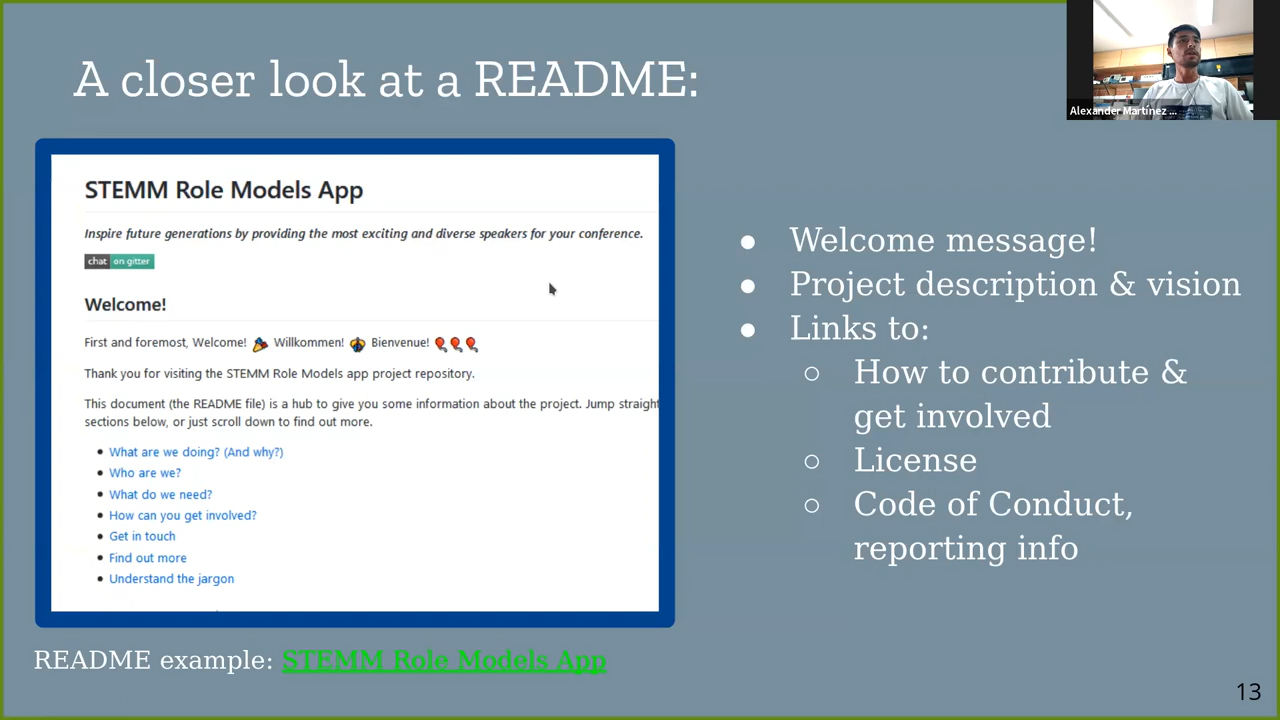 A closer look at a README:
Alexander Martínez ...
STEMM Role Models App
Inspire future generations by providing the most exciting and diverse speakers for your conference.
chat on gitter
Welcome!
First and foremost, Welcome! 🎉 Willkommen! 🎊 Bienvenue! 🎈🎈🎈
Thank you for visiting the STEMM Role Models app project repository.
This document (the README file) is a hub to give you some information about the project. Jump straight
sections below, or just scroll down to find out more.
• What are we doing? (And why?)
• Who are we?
• What do we need?
• How can you get involved?
• Get in touch
• Find out more
• Understand the jargon
README example: STEMM Role Models App
● Welcome message!
● Project description & vision
● Links to:
○ How to contribute &
get involved
○ License
○ Code of Conduct,
reporting info
13